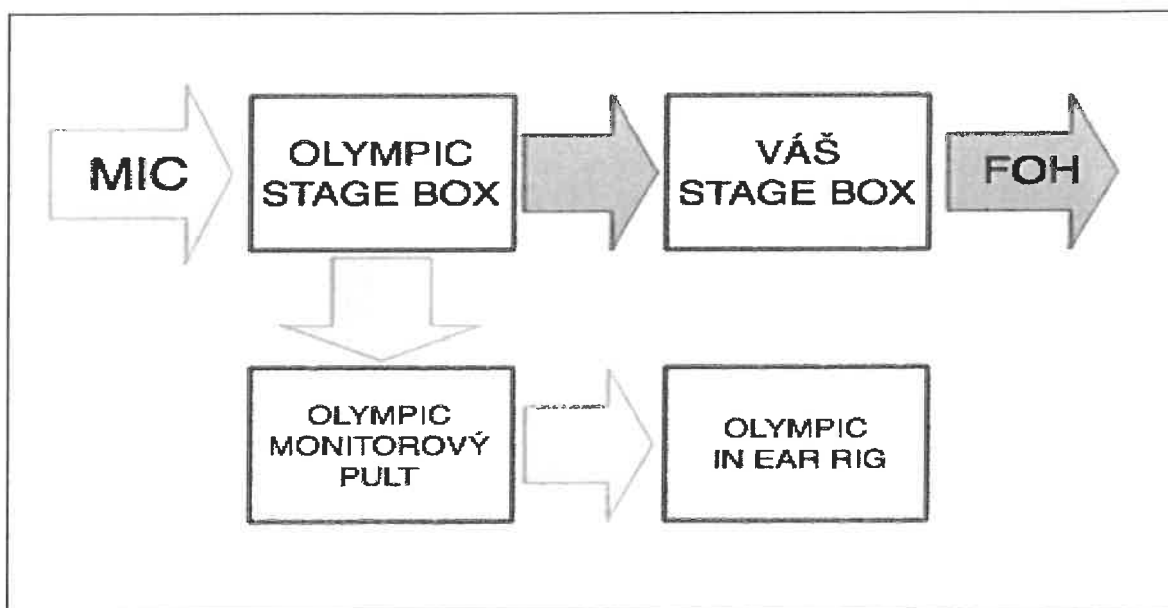 MIC
OLYMPIC
STAGE BOX
VÁŠ
STAGE BOX
FOH
OLYMPIC
MONITOROVÝ
PULT
OLYMPIC
IN EAR RIG